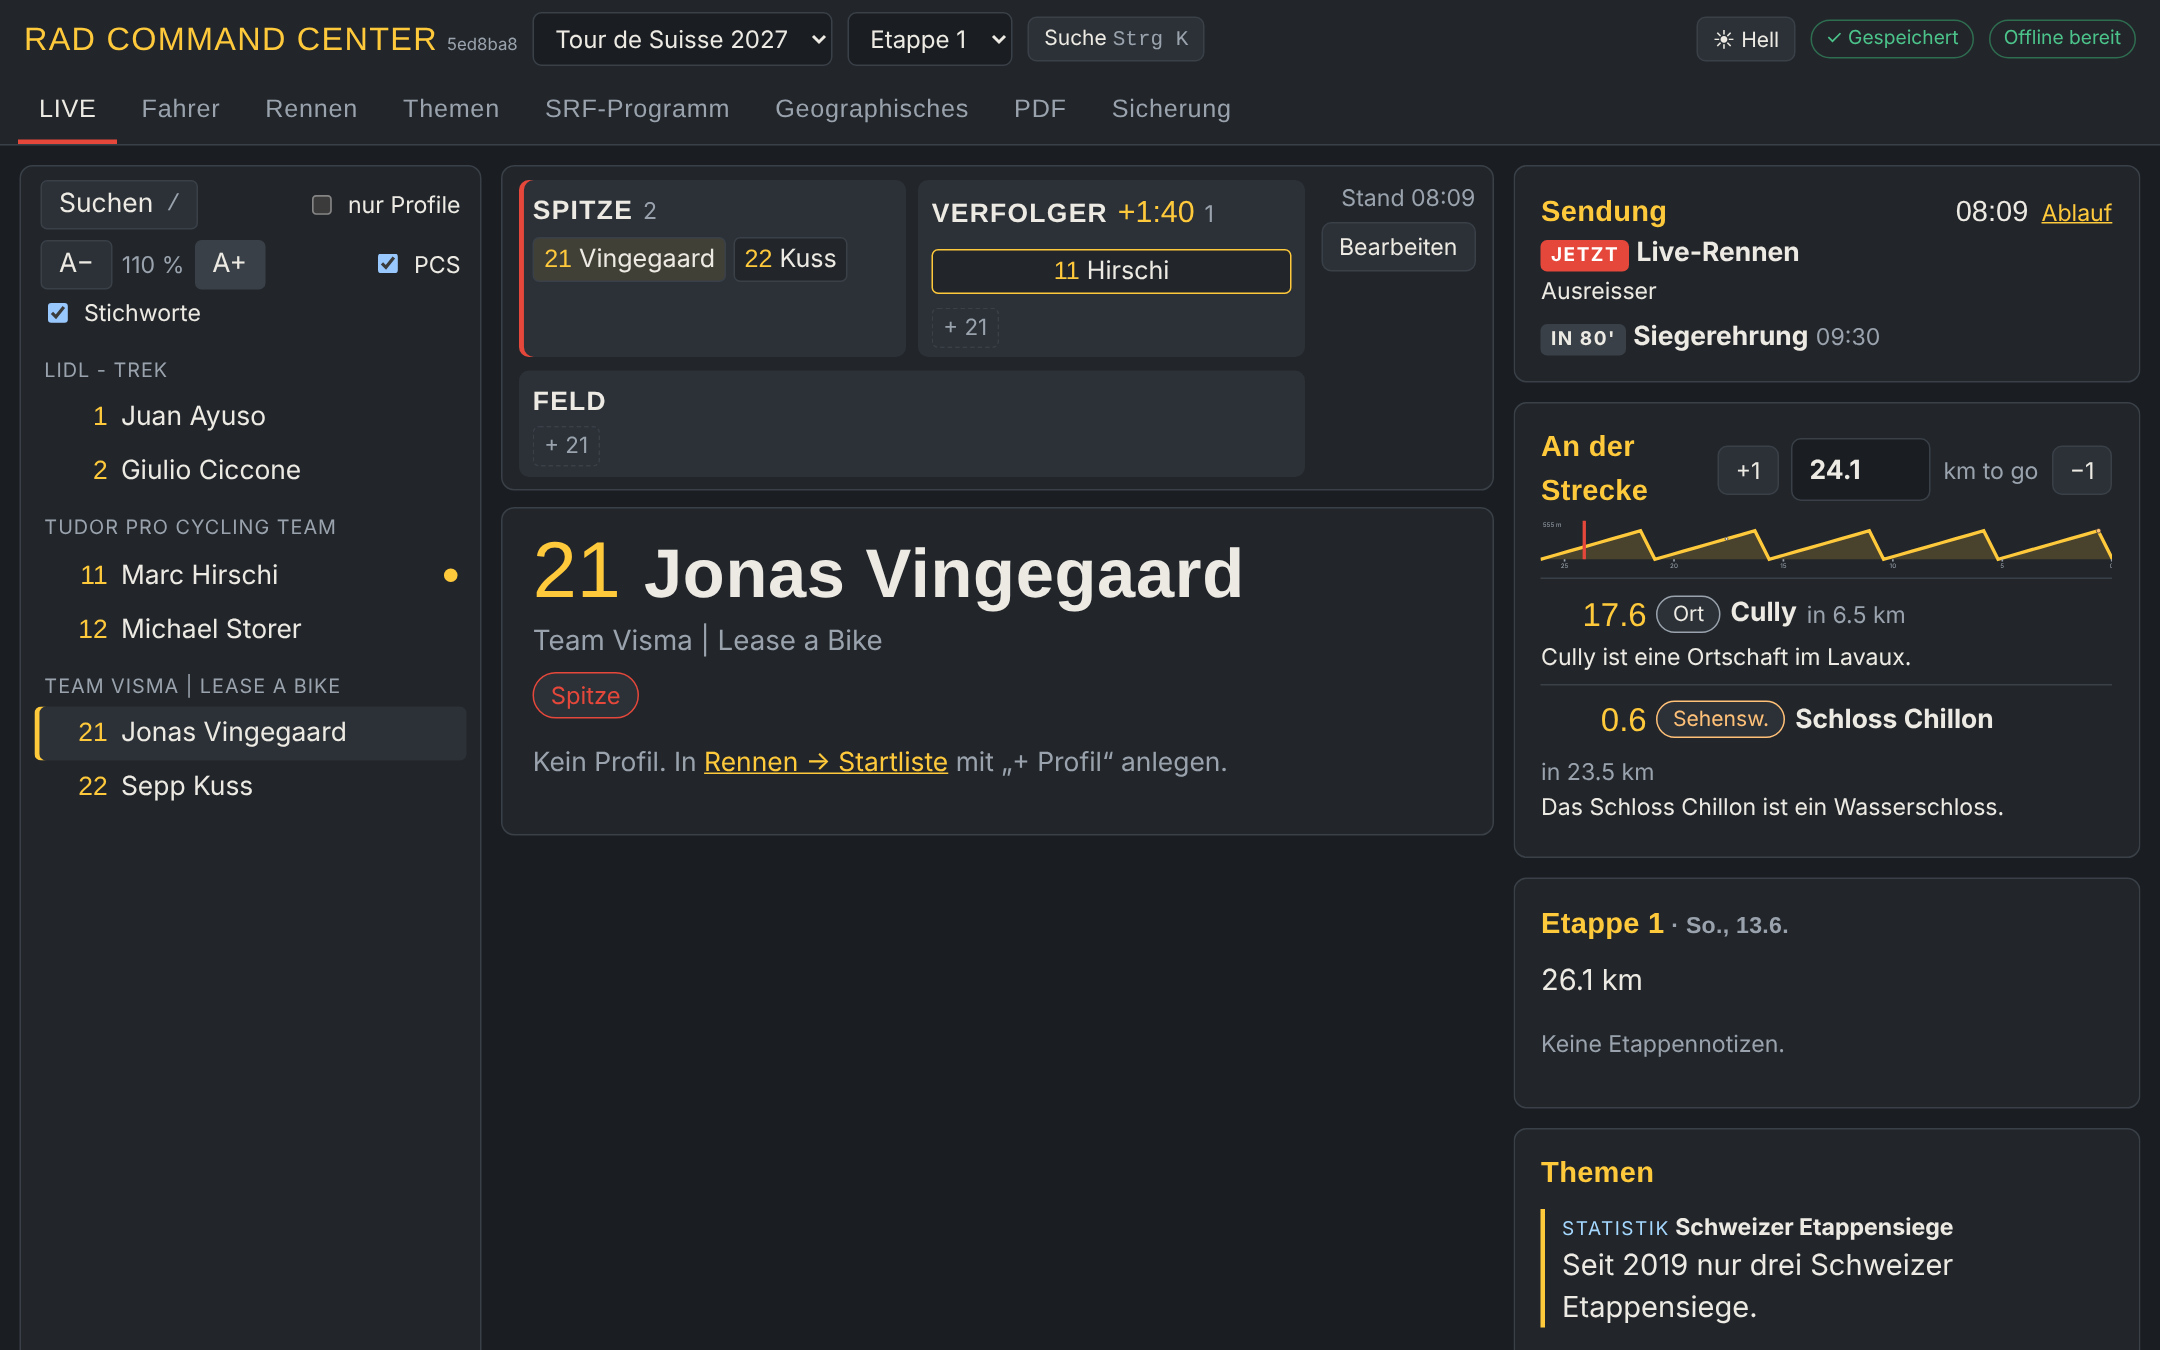 RAD COMMAND CENTER 5ed8ba8 Tour de Suisse 2027 Etappe 1 Suche Strg K ☀ Hell ✓ Gespeichert Offline bereit
LIVE Fahrer Rennen Themen SRF-Programm Geographisches PDF Sicherung
Suchen / nur Profile
A− 110 % A+ PCS
Stichworte
LIDL - TREK
1 Juan Ayuso
2 Giulio Ciccone
TUDOR PRO CYCLING TEAM
11 Marc Hirschi
12 Michael Storer
TEAM VISMA | LEASE A BIKE
21 Jonas Vingegaard
22 Sepp Kuss
SPITZE 2
21 Vingegaard 22 Kuss
VERFOLGER +1:40 1
11 Hirschi
+ 21
Stand 08:09
Bearbeiten
FELD
+ 21
21 Jonas Vingegaard
Team Visma | Lease a Bike
Spitze
Kein Profil. In Rennen → Startliste mit „+ Profil“ anlegen.
Sendung 08:09 Ablauf
JETZT Live-Rennen
Ausreisser
IN 80' Siegerehrung 09:30
An der
Strecke
+1 24.1 km to go −1
555 m
25 20 15 10 5 0
17.6 Ort Cully in 6.5 km
Cully ist eine Ortschaft im Lavaux.
0.6 Sehensw. Schloss Chillon
in 23.5 km
Das Schloss Chillon ist ein Wasserschloss.
Etappe 1 · So., 13.6.
26.1 km
Keine Etappennotizen.
Themen
STATISTIK Schweizer Etappensiege
Seit 2019 nur drei Schweizer
Etappensiege.